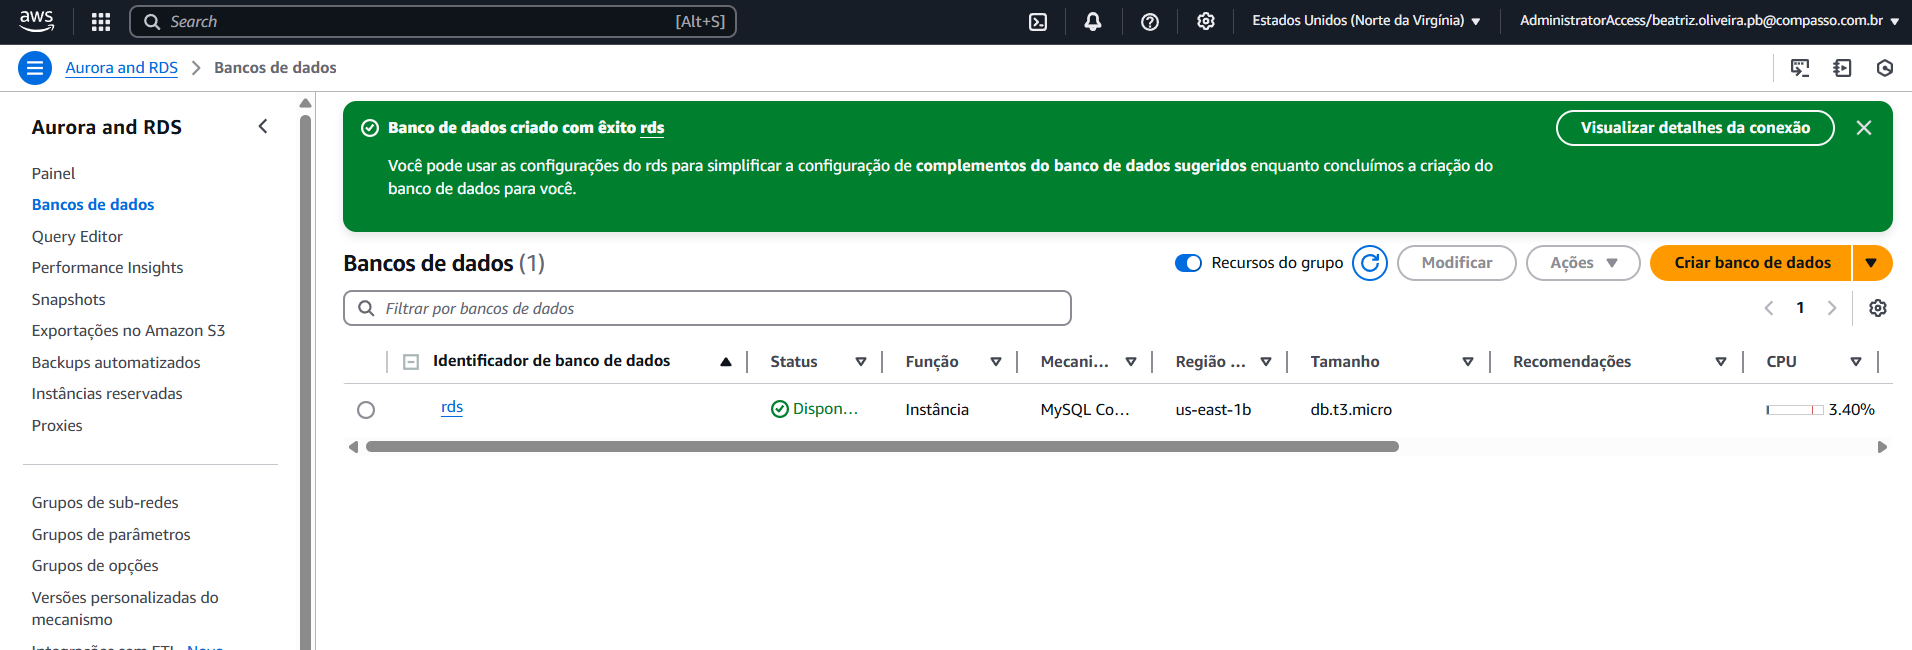 aws
Search [Alt+S]
Estados Unidos (Norte da Virgínia)
AdministratorAccess/beatriz.oliveira.pb@compasso.com.br
Aurora and RDS > Bancos de dados
Aurora and RDS
Painel
Bancos de dados
Query Editor
Performance Insights
Snapshots
Exportações no Amazon S3
Backups automatizados
Instâncias reservadas
Proxies
Grupos de sub-redes
Grupos de parâmetros
Grupos de opções
Versões personalizadas do
mecanismo
Banco de dados criado com êxito rds
Visualizar detalhes da conexão
Você pode usar as configurações do rds para simplificar a configuração de complementos do banco de dados sugeridos enquanto concluímos a criação do
banco de dados para você.
Bancos de dados (1)
Recursos do grupo
Modificar
Ações
Criar banco de dados
Filtrar por bancos de dados
1
Identificador de banco de dados Status Função Mecani... Região ... Tamanho Recomendações CPU
rds Dispon... Instância MySQL Co... us-east-1b db.t3.micro 3.40%